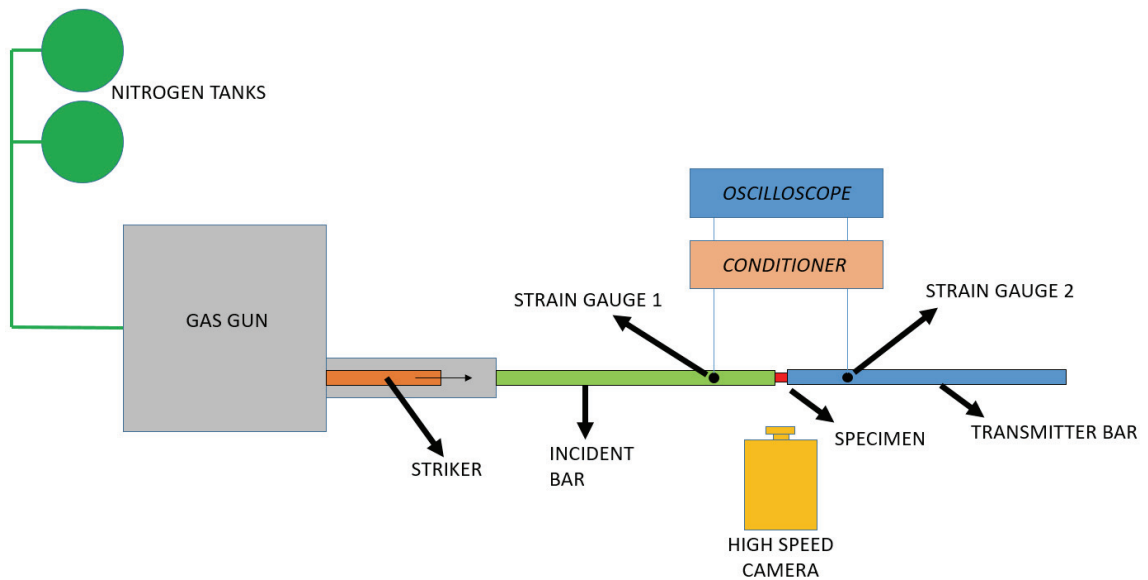 NITROGEN TANKS
OSCILLOSCOPE
CONDITIONER
STRAIN GAUGE 1
STRAIN GAUGE 2
GAS GUN
STRIKER
INCIDENT
BAR
SPECIMEN
TRANSMITTER BAR
HIGH SPEED
CAMERA